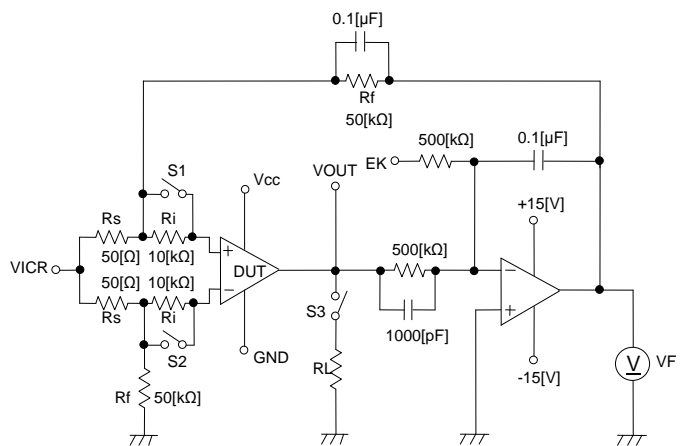 0.1[µF]
Rf
50[kΩ]
500[kΩ]
0.1[µF]
EK
VOUT
S1
Vcc
+15[V]
Rs
Ri
50[Ω]
10[kΩ]
+
500[kΩ]
−
VICR
DUT
50[Ω]
10[kΩ]
−
+
Rs
Ri
S3
1000[pF]
S2
GND
RL
-15[V]
V
VF
Rf
50[kΩ]